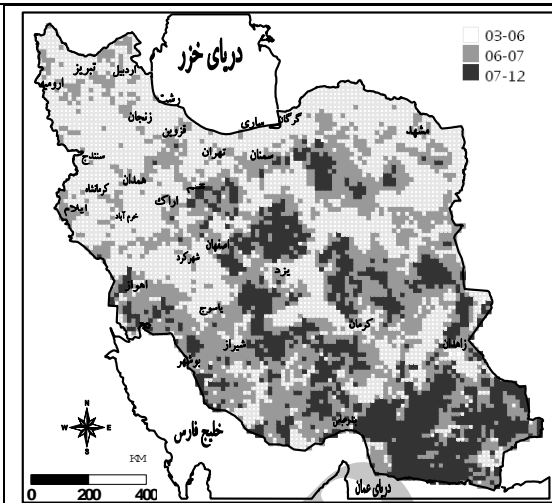 03-06
06-07
07-12
دریای خزر
تبریز
اردبیل
ارومیه
رشت
گرگان
ساری
زنجان
قزوین
مشهد
تهران
سمنان
سنندج
همدان
قم
کرمانشاه
اراک
ایلام
خرم آباد
اصفهان
شهرکرد
یزد
اهواز
یاسوج
کرمان
شیراز
زاهدان
بوشهر
خلیج فارس
N
W E
S
KM
0 200 400
دریای عمان